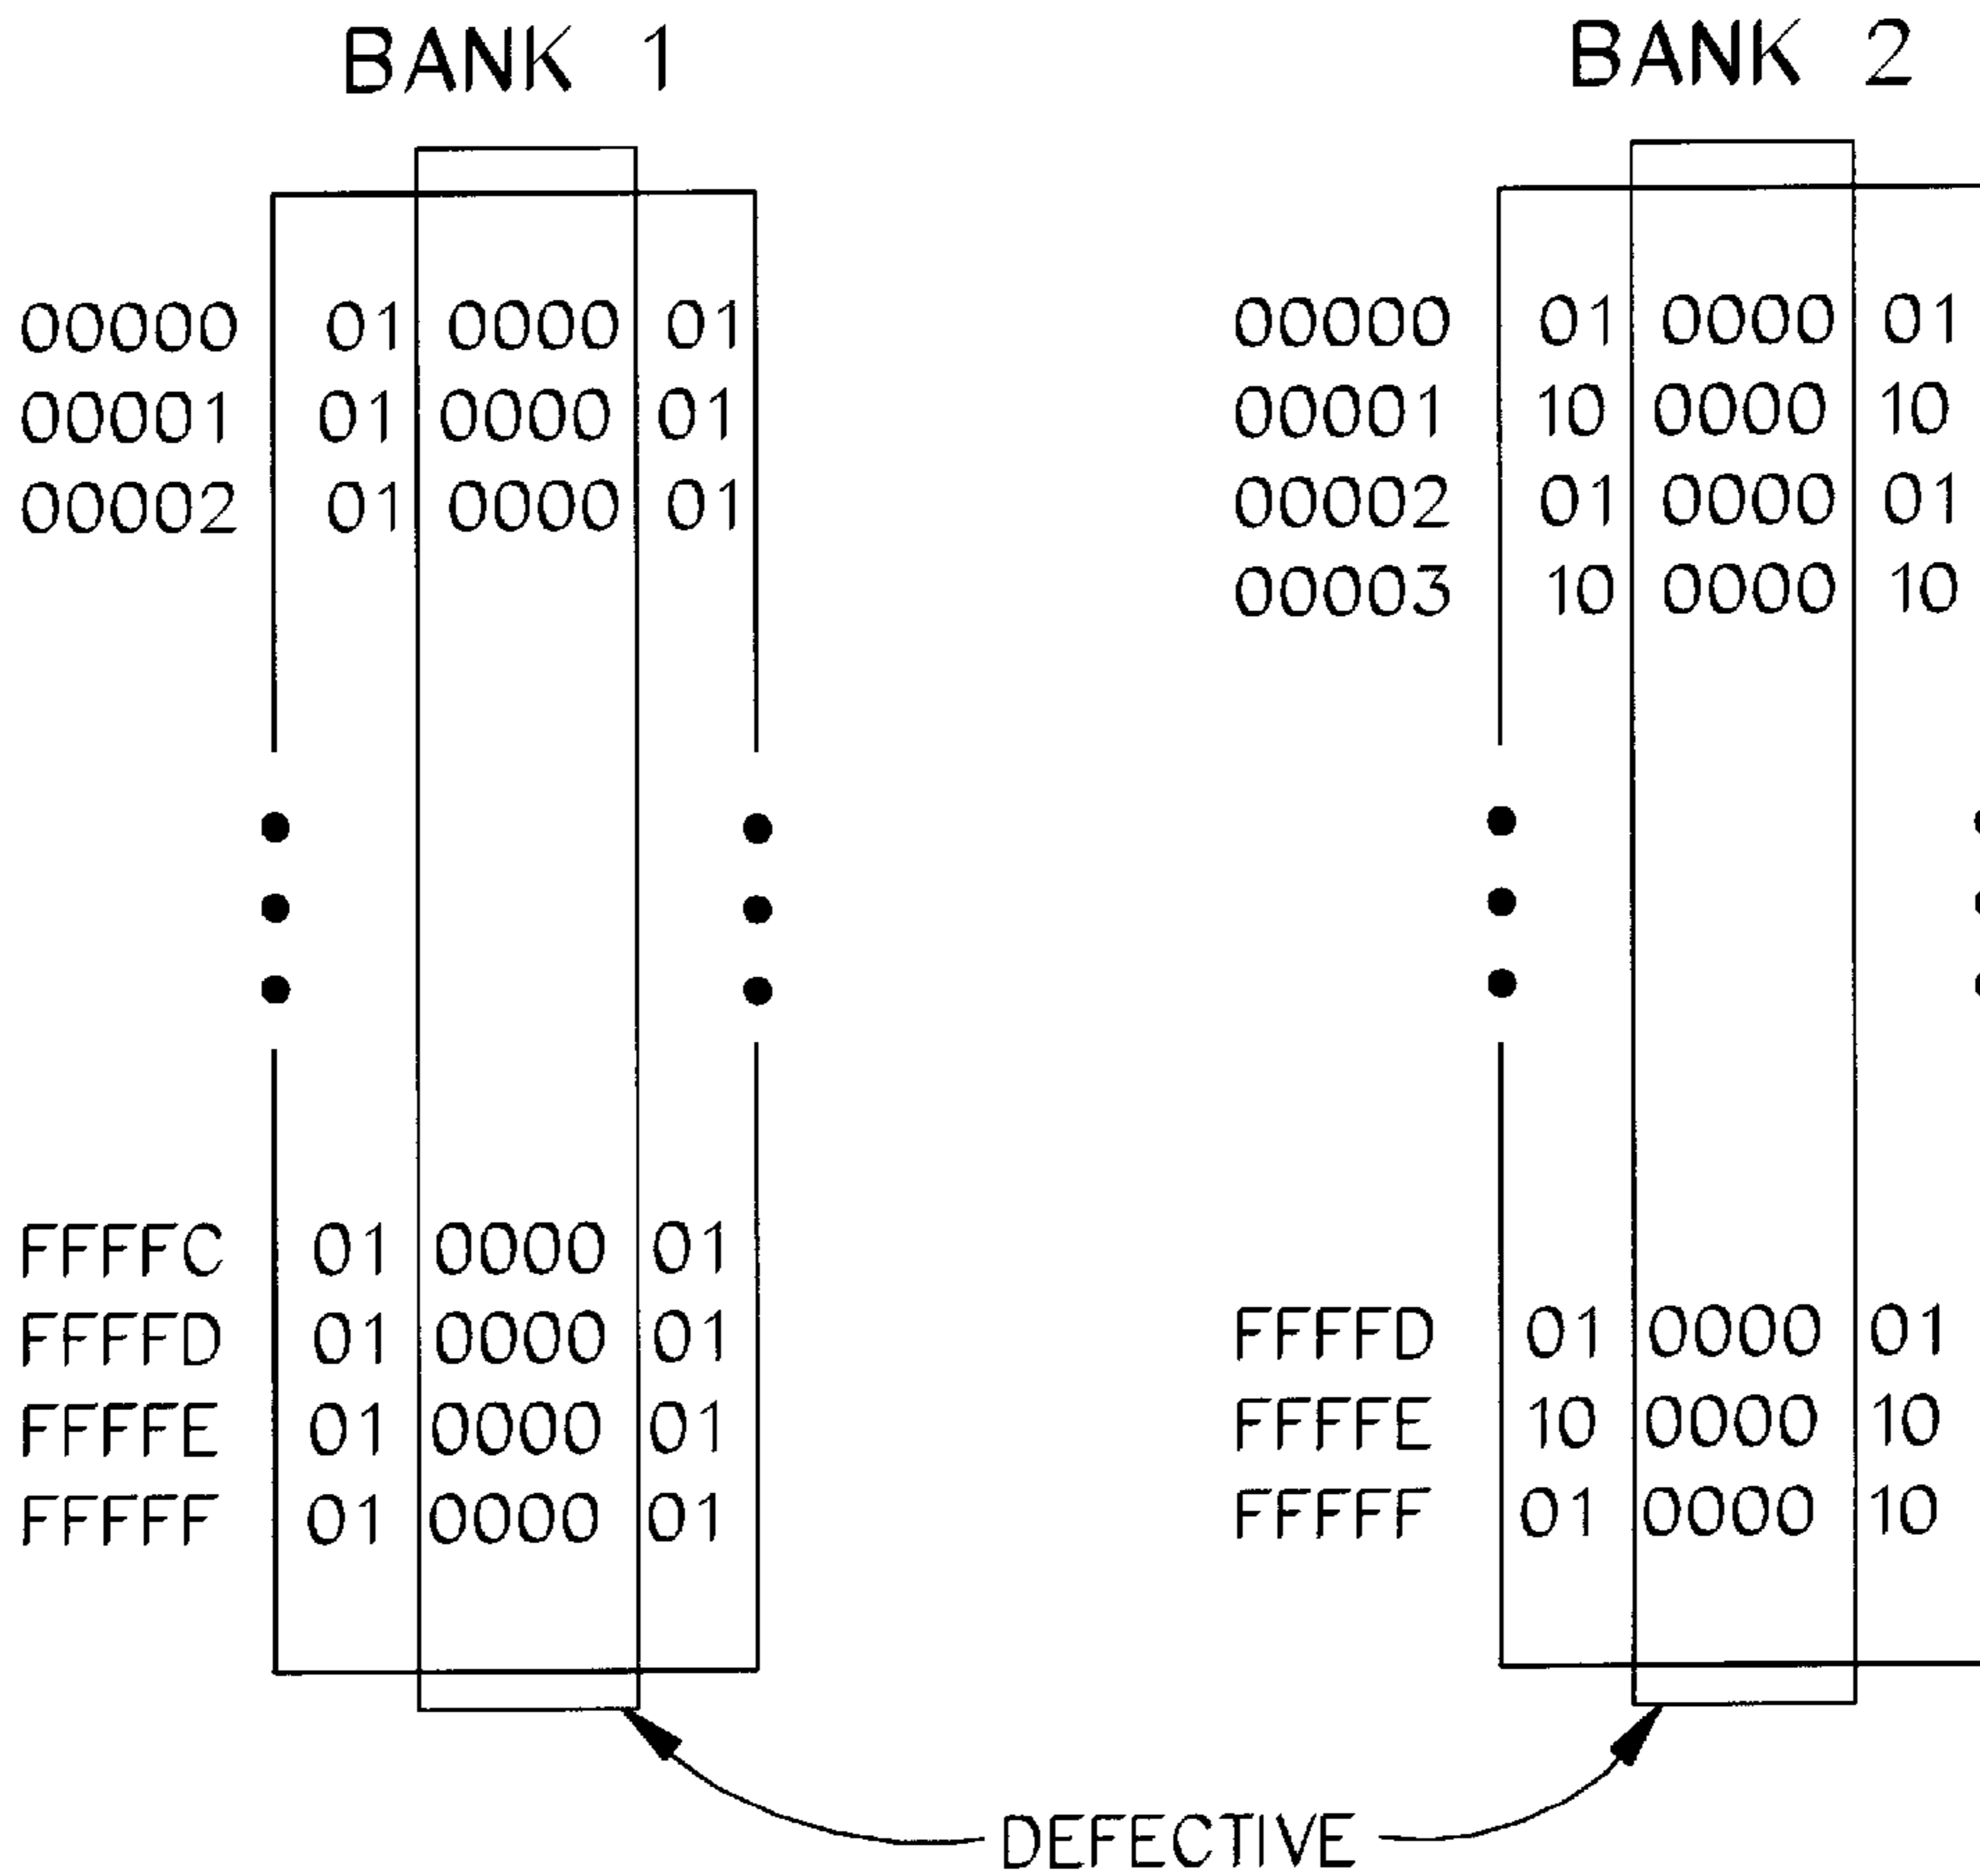 BANK 1
00000 01 0000 01
00001 01 0000 01
00002 01 0000 01
FFFFC 01 0000 01
FFFFD 01 0000 01
FFFFE 01 0000 01
FFFFF 01 0000 01
BANK 2
00000 01 0000 01
00001 10 0000 10
00002 01 0000 01
00003 10 0000 10
FFFFD 01 0000 01
FFFFE 10 0000 10
FFFFF 01 0000 10
DEFECTIVE